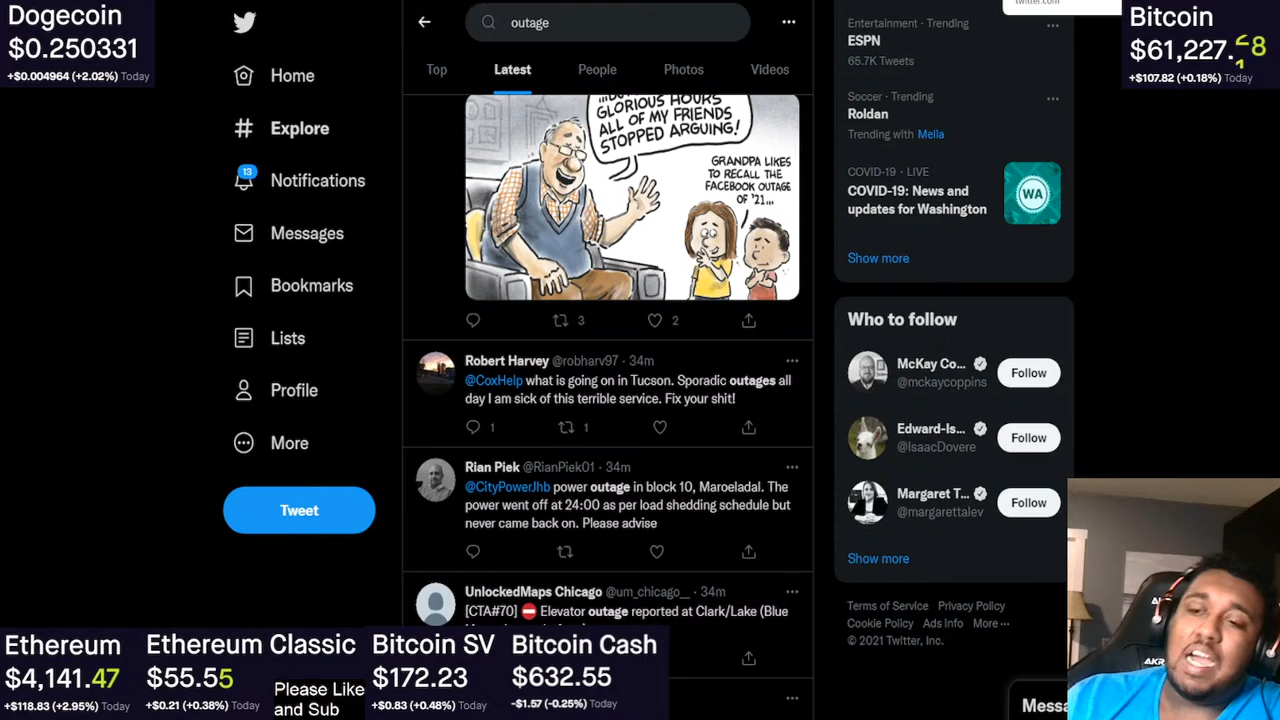 Dogecoin
$0.250331
+$0.004964 (+2.02%) Today
Home
Explore
13
Notifications
Messages
Bookmarks
Lists
Profile
More
Tweet
outage
Top
Latest
People
Photos
Videos
GLORIOUS HOURS
ALL OF MY FRIENDS
STOPPED ARGUING!
GRANDPA LIKES
TO RECALL THE
FACEBOOK OUTAGE
OF '21...
3
2
Robert Harvey @robharv97 · 34m
@CoxHelp what is going on in Tucson. Sporadic outages all
day I am sick of this terrible service. Fix your shit!
1
1
Rian Piek @RianPiek01 · 34m
@CityPowerJhb power outage in block 10, Maroeladal. The
power went off at 24:00 as per load shedding schedule but
never came back on. Please advise
UnlockedMaps Chicago @um_chicago_ · 34m
[CTA#70] ⛔ Elevator outage reported at Clark/Lake (Blue
twitter.com
Entertainment · Trending
ESPN
65.7K Tweets
Soccer · Trending
Roldan
Trending with Melia
COVID-19 · LIVE
COVID-19: News and
updates for Washington
WA
Show more
Who to follow
McKay Co...
@mckaycoppins
Follow
Edward-Is...
@IsaacDovere
Follow
Margaret T...
@margarettalev
Follow
Show more
Terms of Service Privacy Policy
Cookie Policy Ads Info More ···
© 2021 Twitter, Inc.
Messa
Bitcoin
$61,227.
+$107.82 (+0.18%) Today
Ethereum
$4,141.47
+$118.83 (+2.95%) Today
Ethereum Classic
$55.55
+$0.21 (+0.38%) Today
Please Like
and Sub
Bitcoin SV
$172.23
+$0.83 (+0.48%) Today
Bitcoin Cash
$632.55
-$1.57 (-0.25%) Today
AKR